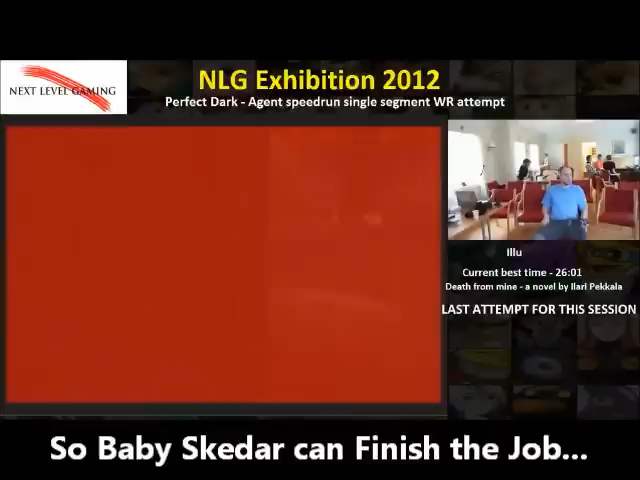 NEXT LEVEL GAMING
NLG Exhibition 2012
Perfect Dark - Agent speedrun single segment WR attempt
Illu
Current best time - 26:01
Death from mine - a novel by Ilari Pekkala
LAST ATTEMPT FOR THIS SESSION
So Baby Skedar can Finish the Job...